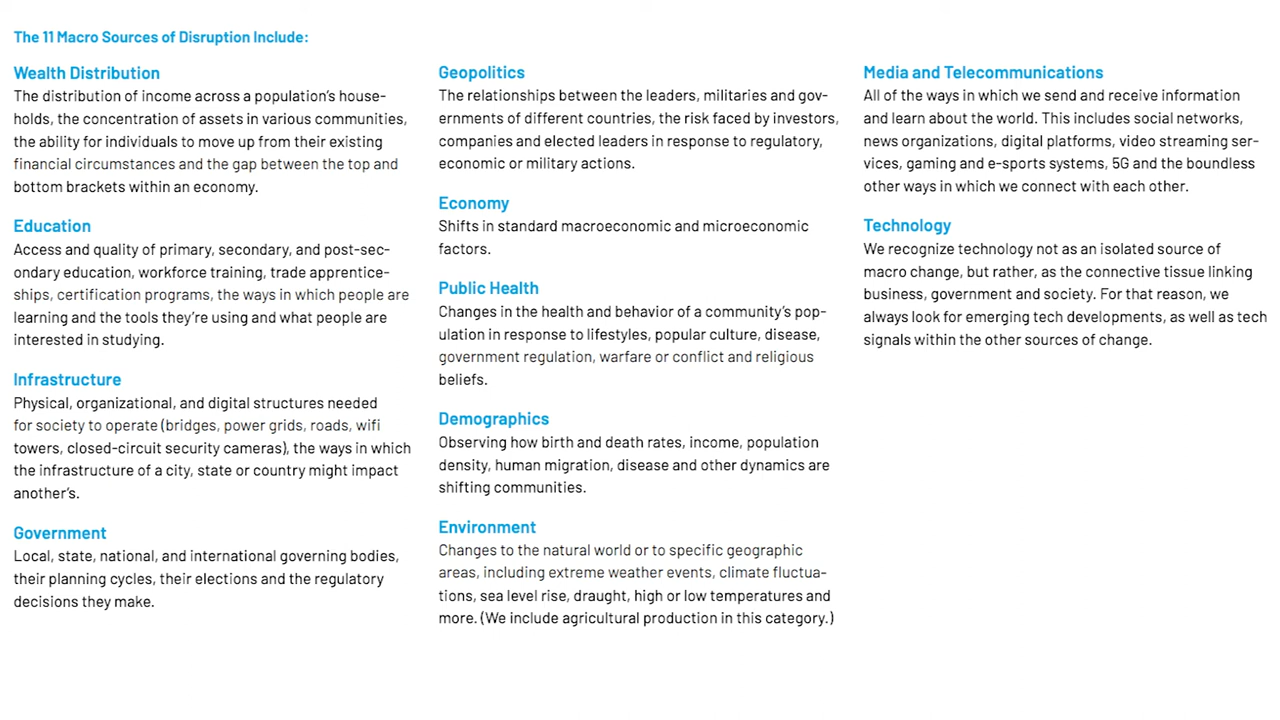 The 11 Macro Sources of Disruption Include:
Wealth Distribution
The distribution of income across a population's house-
holds, the concentration of assets in various communities,
the ability for individuals to move up from their existing
financial circumstances and the gap between the top and
bottom brackets within an economy.
Education
Access and quality of primary, secondary, and post-sec-
ondary education, workforce training, trade apprentice-
ships, certification programs, the ways in which people are
learning and the tools they're using and what people are
interested in studying.
Infrastructure
Physical, organizational, and digital structures needed
for society to operate (bridges, power grids, roads, wifi
towers, closed-circuit security cameras), the ways in which
the infrastructure of a city, state or country might impact
another's.
Government
Local, state, national, and international governing bodies,
their planning cycles, their elections and the regulatory
decisions they make.
Geopolitics
The relationships between the leaders, militaries and gov-
ernments of different countries, the risk faced by investors,
companies and elected leaders in response to regulatory,
economic or military actions.
Economy
Shifts in standard macroeconomic and microeconomic
factors.
Public Health
Changes in the health and behavior of a community's pop-
ulation in response to lifestyles, popular culture, disease,
government regulation, warfare or conflict and religious
beliefs.
Demographics
Observing how birth and death rates, income, population
density, human migration, disease and other dynamics are
shifting communities.
Environment
Changes to the natural world or to specific geographic
areas, including extreme weather events, climate fluctua-
tions, sea level rise, draught, high or low temperatures and
more. (We include agricultural production in this category.)
Media and Telecommunications
All of the ways in which we send and receive information
and learn about the world. This includes social networks,
news organizations, digital platforms, video streaming ser-
vices, gaming and e-sports systems, 5G and the boundless
other ways in which we connect with each other.
Technology
We recognize technology not as an isolated source of
macro change, but rather, as the connective tissue linking
business, government and society. For that reason, we
always look for emerging tech developments, as well as tech
signals within the other sources of change.